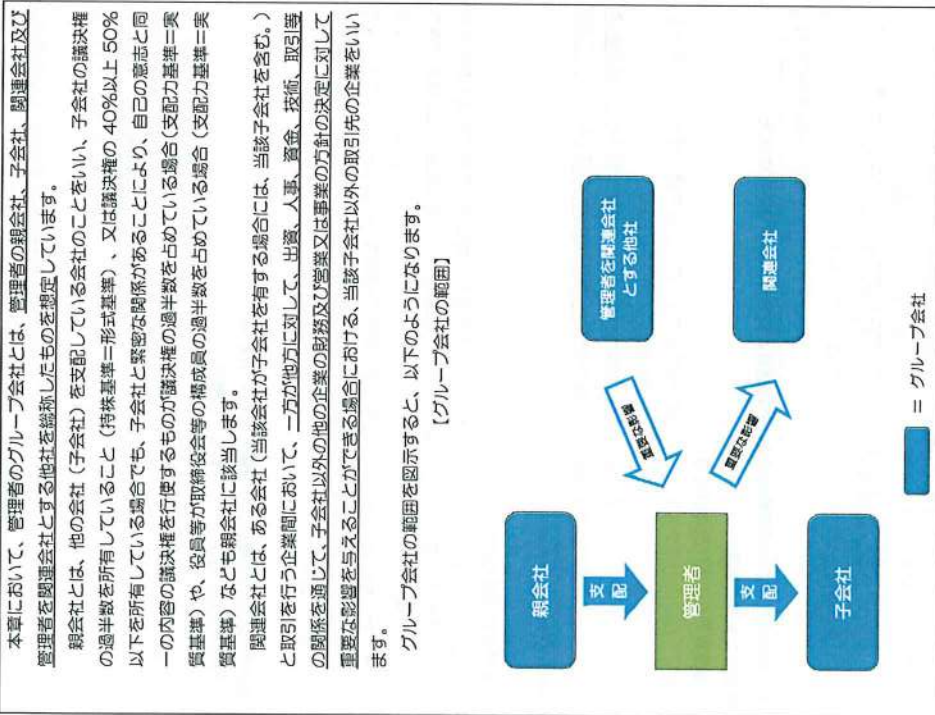 本章において、管理者のグループ会社とは、管理者の親会社、子会社、関連会社及び
管理者を関連会社とする他社を総称したものを想定しています。
親会社とは、他の会社（子会社）を支配している会社のことをいい、子会社の議決権
の過半数を所有していること（持株基準＝形式基準）、又は議決権の 40％以上 50％
以下を所有している場合でも、子会社と緊密な関係があることにより、自己の意志と同
一の内容の議決権を行使するものが議決権の過半数を占めている場合（支配力基準＝実
質基準）や、役員等が取締役会等の構成員の過半数を占めている場合（支配力基準＝実
質基準）なども親会社に該当します。
関連会社とは、ある会社（当該会社が子会社を有する場合には、当該子会社を含む。）
と取引を行う企業間において、一方が他方に対して、出資、人事、資金、技術、取引等
の関係を通じて、子会社以外の他の企業の財務及び営業又は事業の方針の決定に対して
重要な影響を与えることができる場合における、当該子会社以外の取引先の企業をいい
ます。
グループ会社の範囲を図示すると、以下のようになります。
【グループ会社の範囲】
親会社
支配
管理者
支配
子会社
管理者を関連会社
とする他社
重要な影響
重要な影響
関連会社
＝ グループ会社